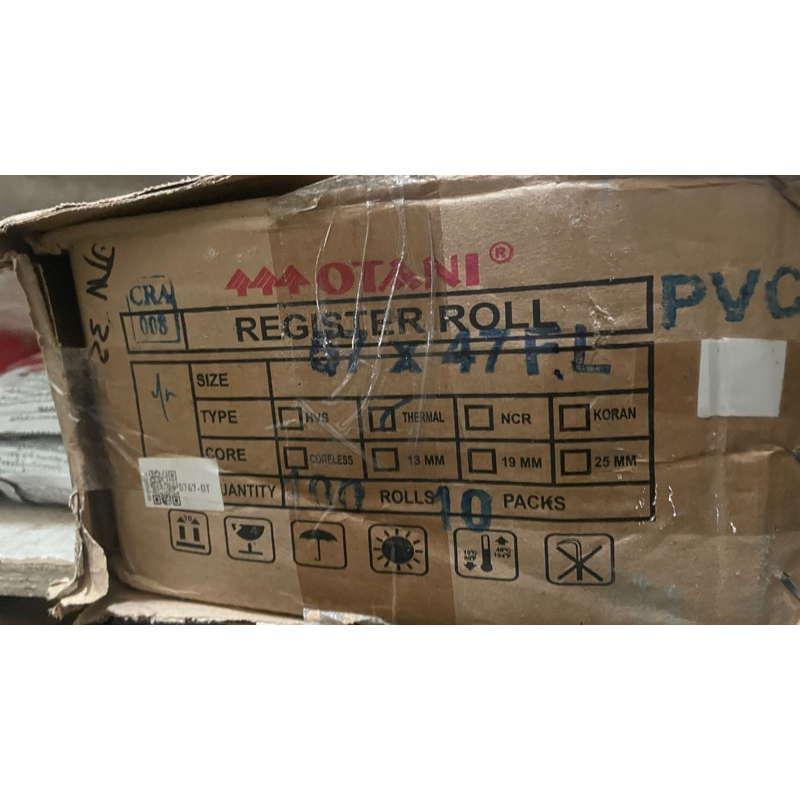 OTANI®
CRA
008
REGISTER ROLL
PVC
SIZE 57 x 47 F.L
TYPE HVS THERMAL NCR KORAN
CORE CORELESS 13 MM 19 MM 25 MM
QUANTITY 100 ROLLS 10 PACKS